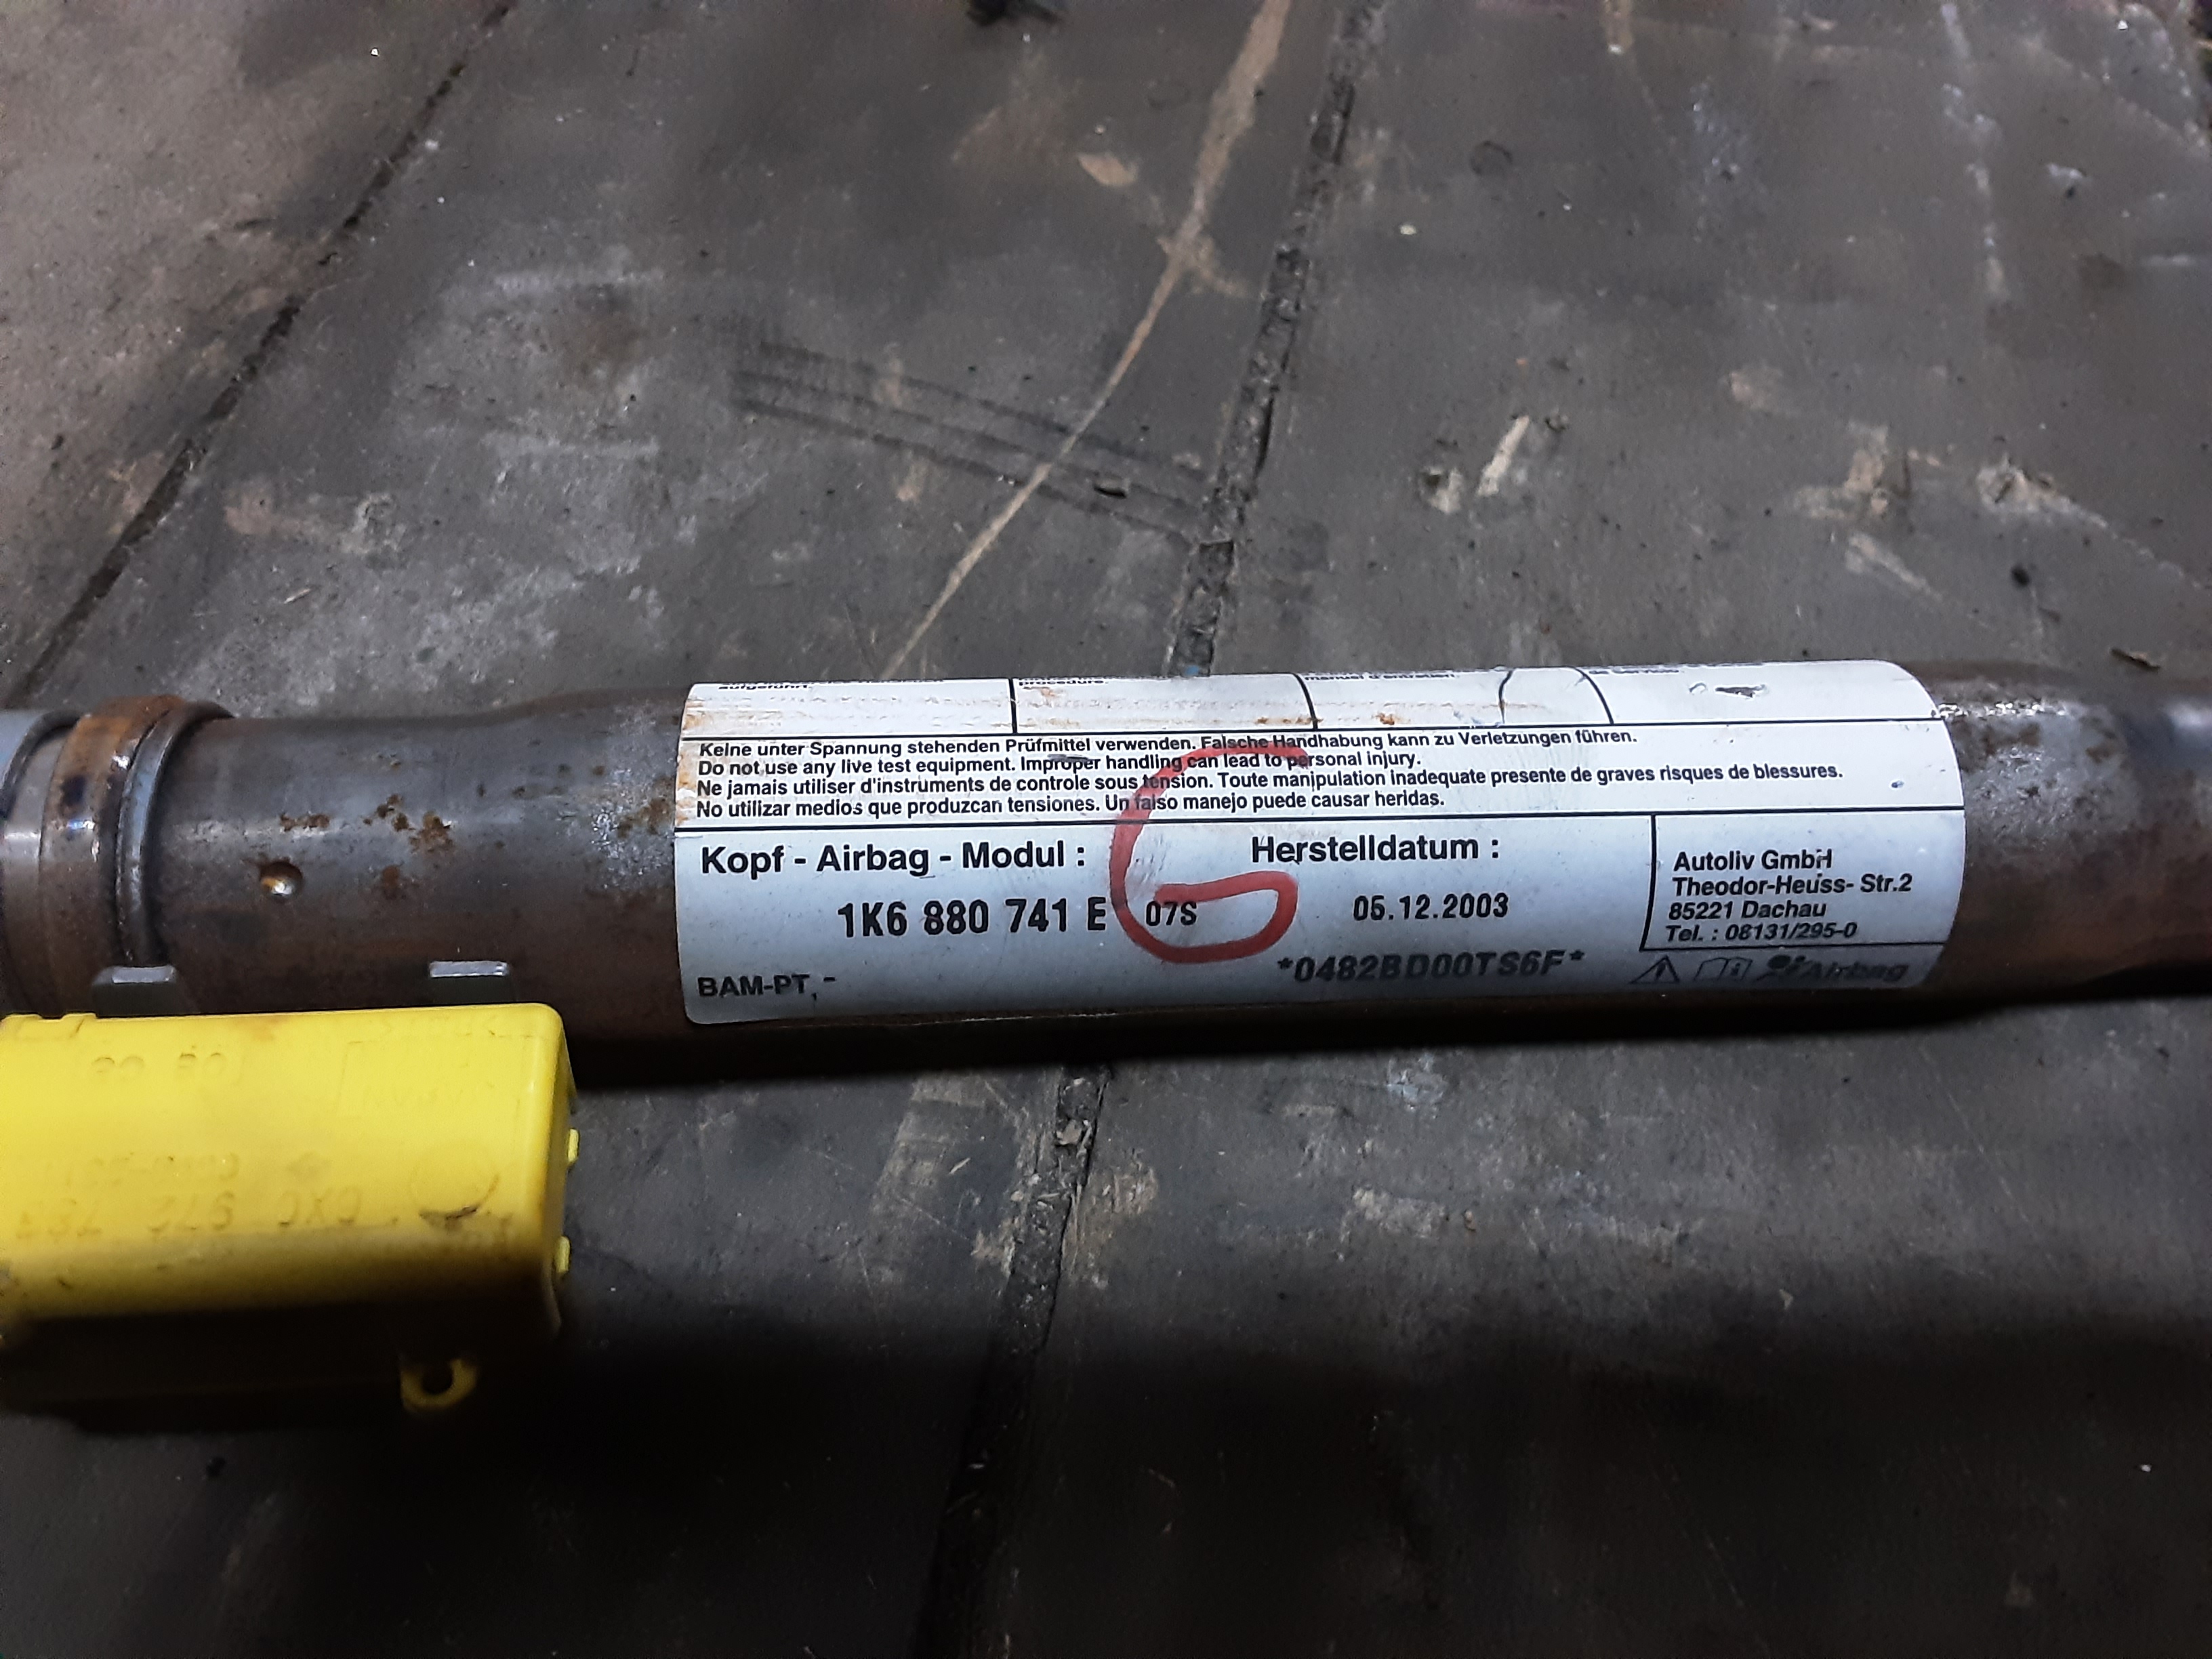 aufgeführt.
procedure.
manuel d'entretien.
Keine unter Spannung stehenden Prüfmittel verwenden. Falsche Handhabung kann zu Verletzungen führen.
Do not use any live test equipment. Improper handling can lead to personal injury.
Ne jamais utiliser d'instruments de controle sous tension. Toute manipulation inadequate presente de graves risques de blessures.
No utilizar medios que produzcan tensiones. Un falso manejo puede causar heridas.
Kopf - Airbag - Modul :
1K6 880 741 E 07S
BAM-PT, -
G
Herstelldatum :
05.12.2003
*0482BD00TS6F*
Autoliv GmbH
Theodor-Heuss- Str.2
85221 Dachau
Tel. : 08131/295-0
Airbag